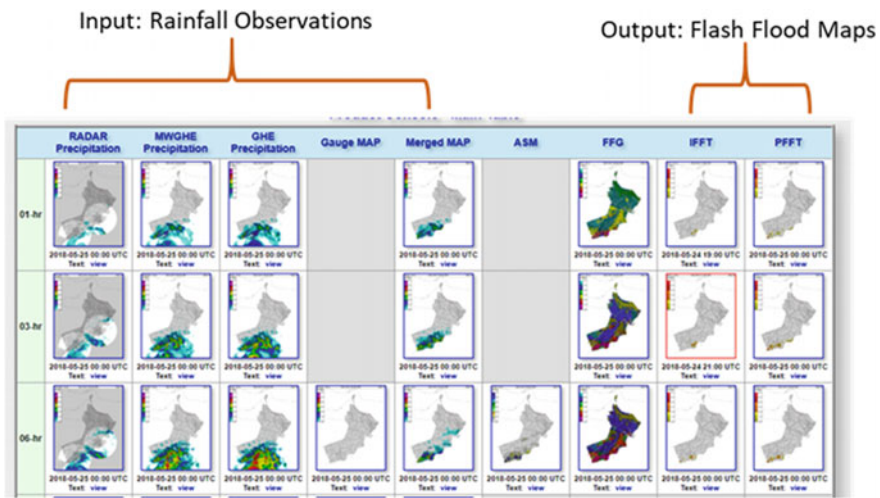 Input: Rainfall Observations
Output: Flash Flood Maps
RADAR Precipitation MWGHE Precipitation GHE Precipitation Gauge MAP Merged MAP ASM FFG IFFT PFFT
01-hr
2018-05-25 00:00 UTC 2018-05-25 00:00 UTC 2018-05-25 00:00 UTC 2018-05-25 00:00 UTC 2018-05-25 00:00 UTC 2018-05-24 19:00 UTC 2018-05-25 00:00 UTC
Text: view Text: view Text: view Text: view Text: view Text: view Text: view
03-hr
2018-05-25 00:00 UTC 2018-05-25 00:00 UTC 2018-05-25 00:00 UTC 2018-05-25 00:00 UTC 2018-05-25 00:00 UTC 2018-05-24 21:00 UTC 2018-05-25 00:00 UTC
Text: view Text: view Text: view Text: view Text: view Text: view Text: view
06-hr
2018-05-25 00:00 UTC 2018-05-25 00:00 UTC 2018-05-25 00:00 UTC 2018-05-25 00:00 UTC 2018-05-25 00:00 UTC 2018-05-25 00:00 UTC 2018-05-25 00:00 UTC 2018-05-25 00:00 UTC 2018-05-25 00:00 UTC
Text: view Text: view Text: view Text: view Text: view Text: view Text: view Text: view Text: view